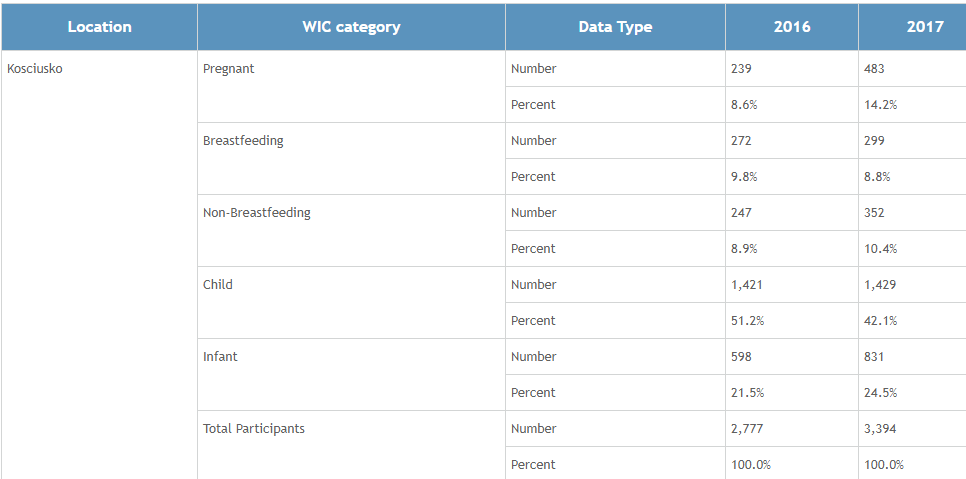 Location WIC category Data Type 2016 2017
Kosciusko Pregnant Number 239 483
Percent 8.6% 14.2%
Breastfeeding Number 272 299
Percent 9.8% 8.8%
Non-Breastfeeding Number 247 352
Percent 8.9% 10.4%
Child Number 1,421 1,429
Percent 51.2% 42.1%
Infant Number 598 831
Percent 21.5% 24.5%
Total Participants Number 2,777 3,394
Percent 100.0% 100.0%